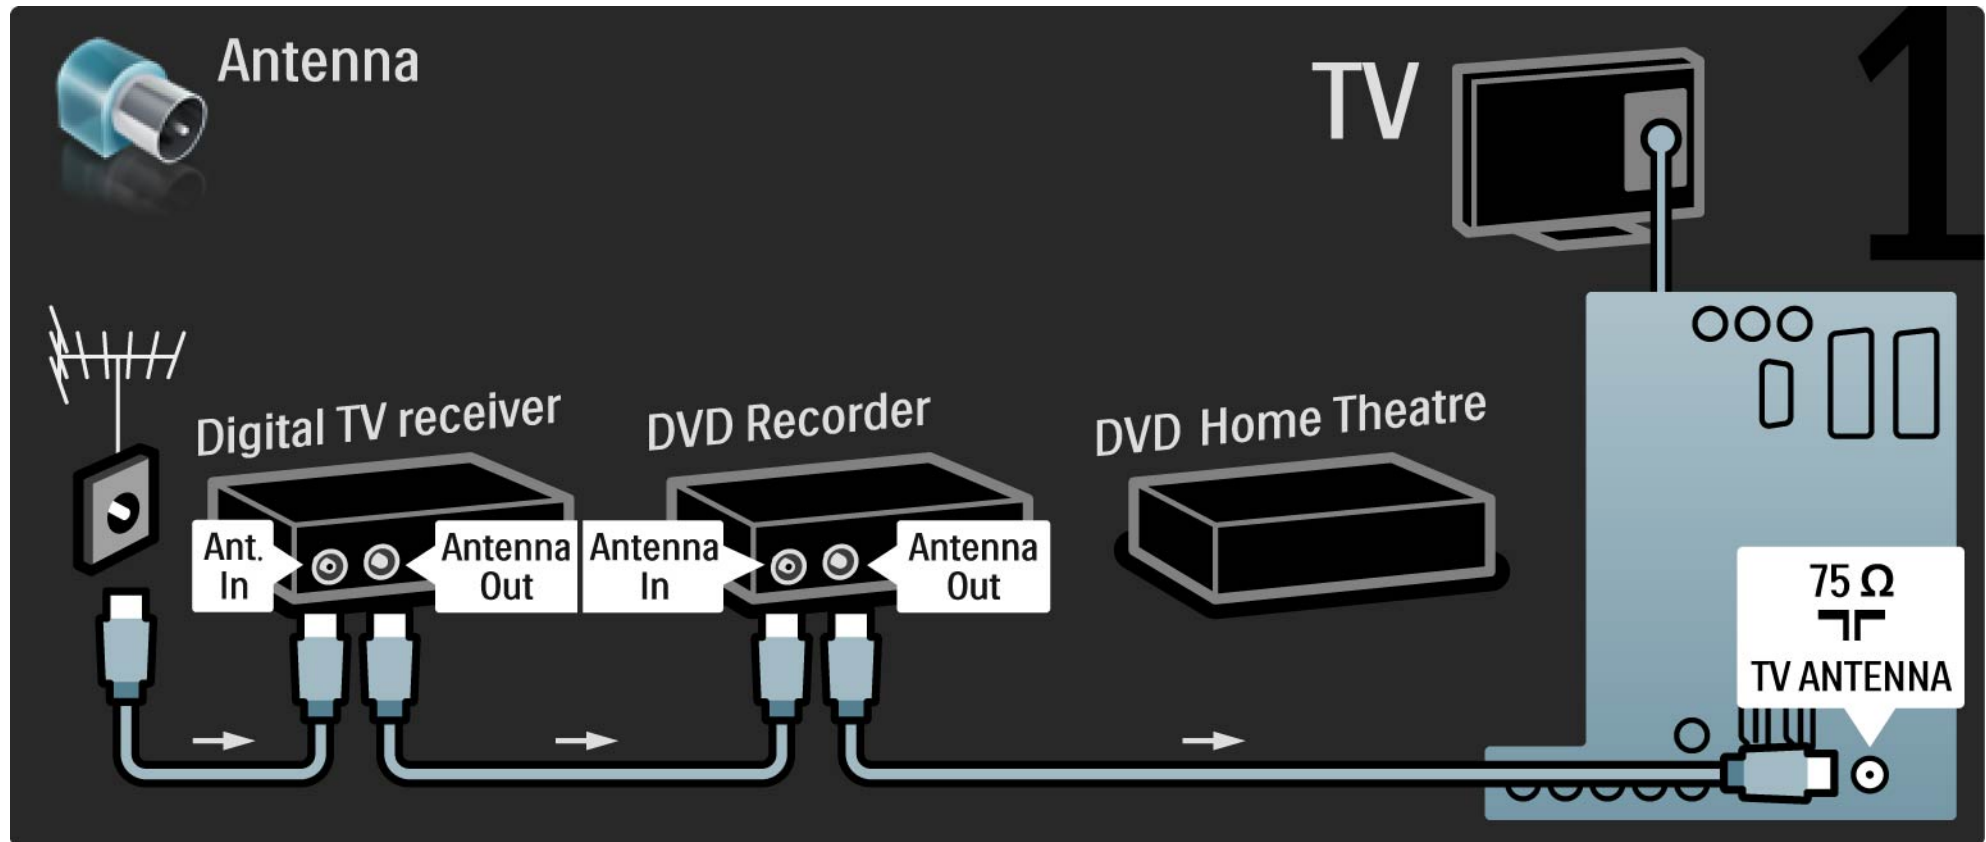 Antenna
TV
1
Digital TV receiver
DVD Recorder
DVD Home Theatre
Ant.
In
Antenna
Out
Antenna
In
Antenna
Out
75 Ω
TV ANTENNA